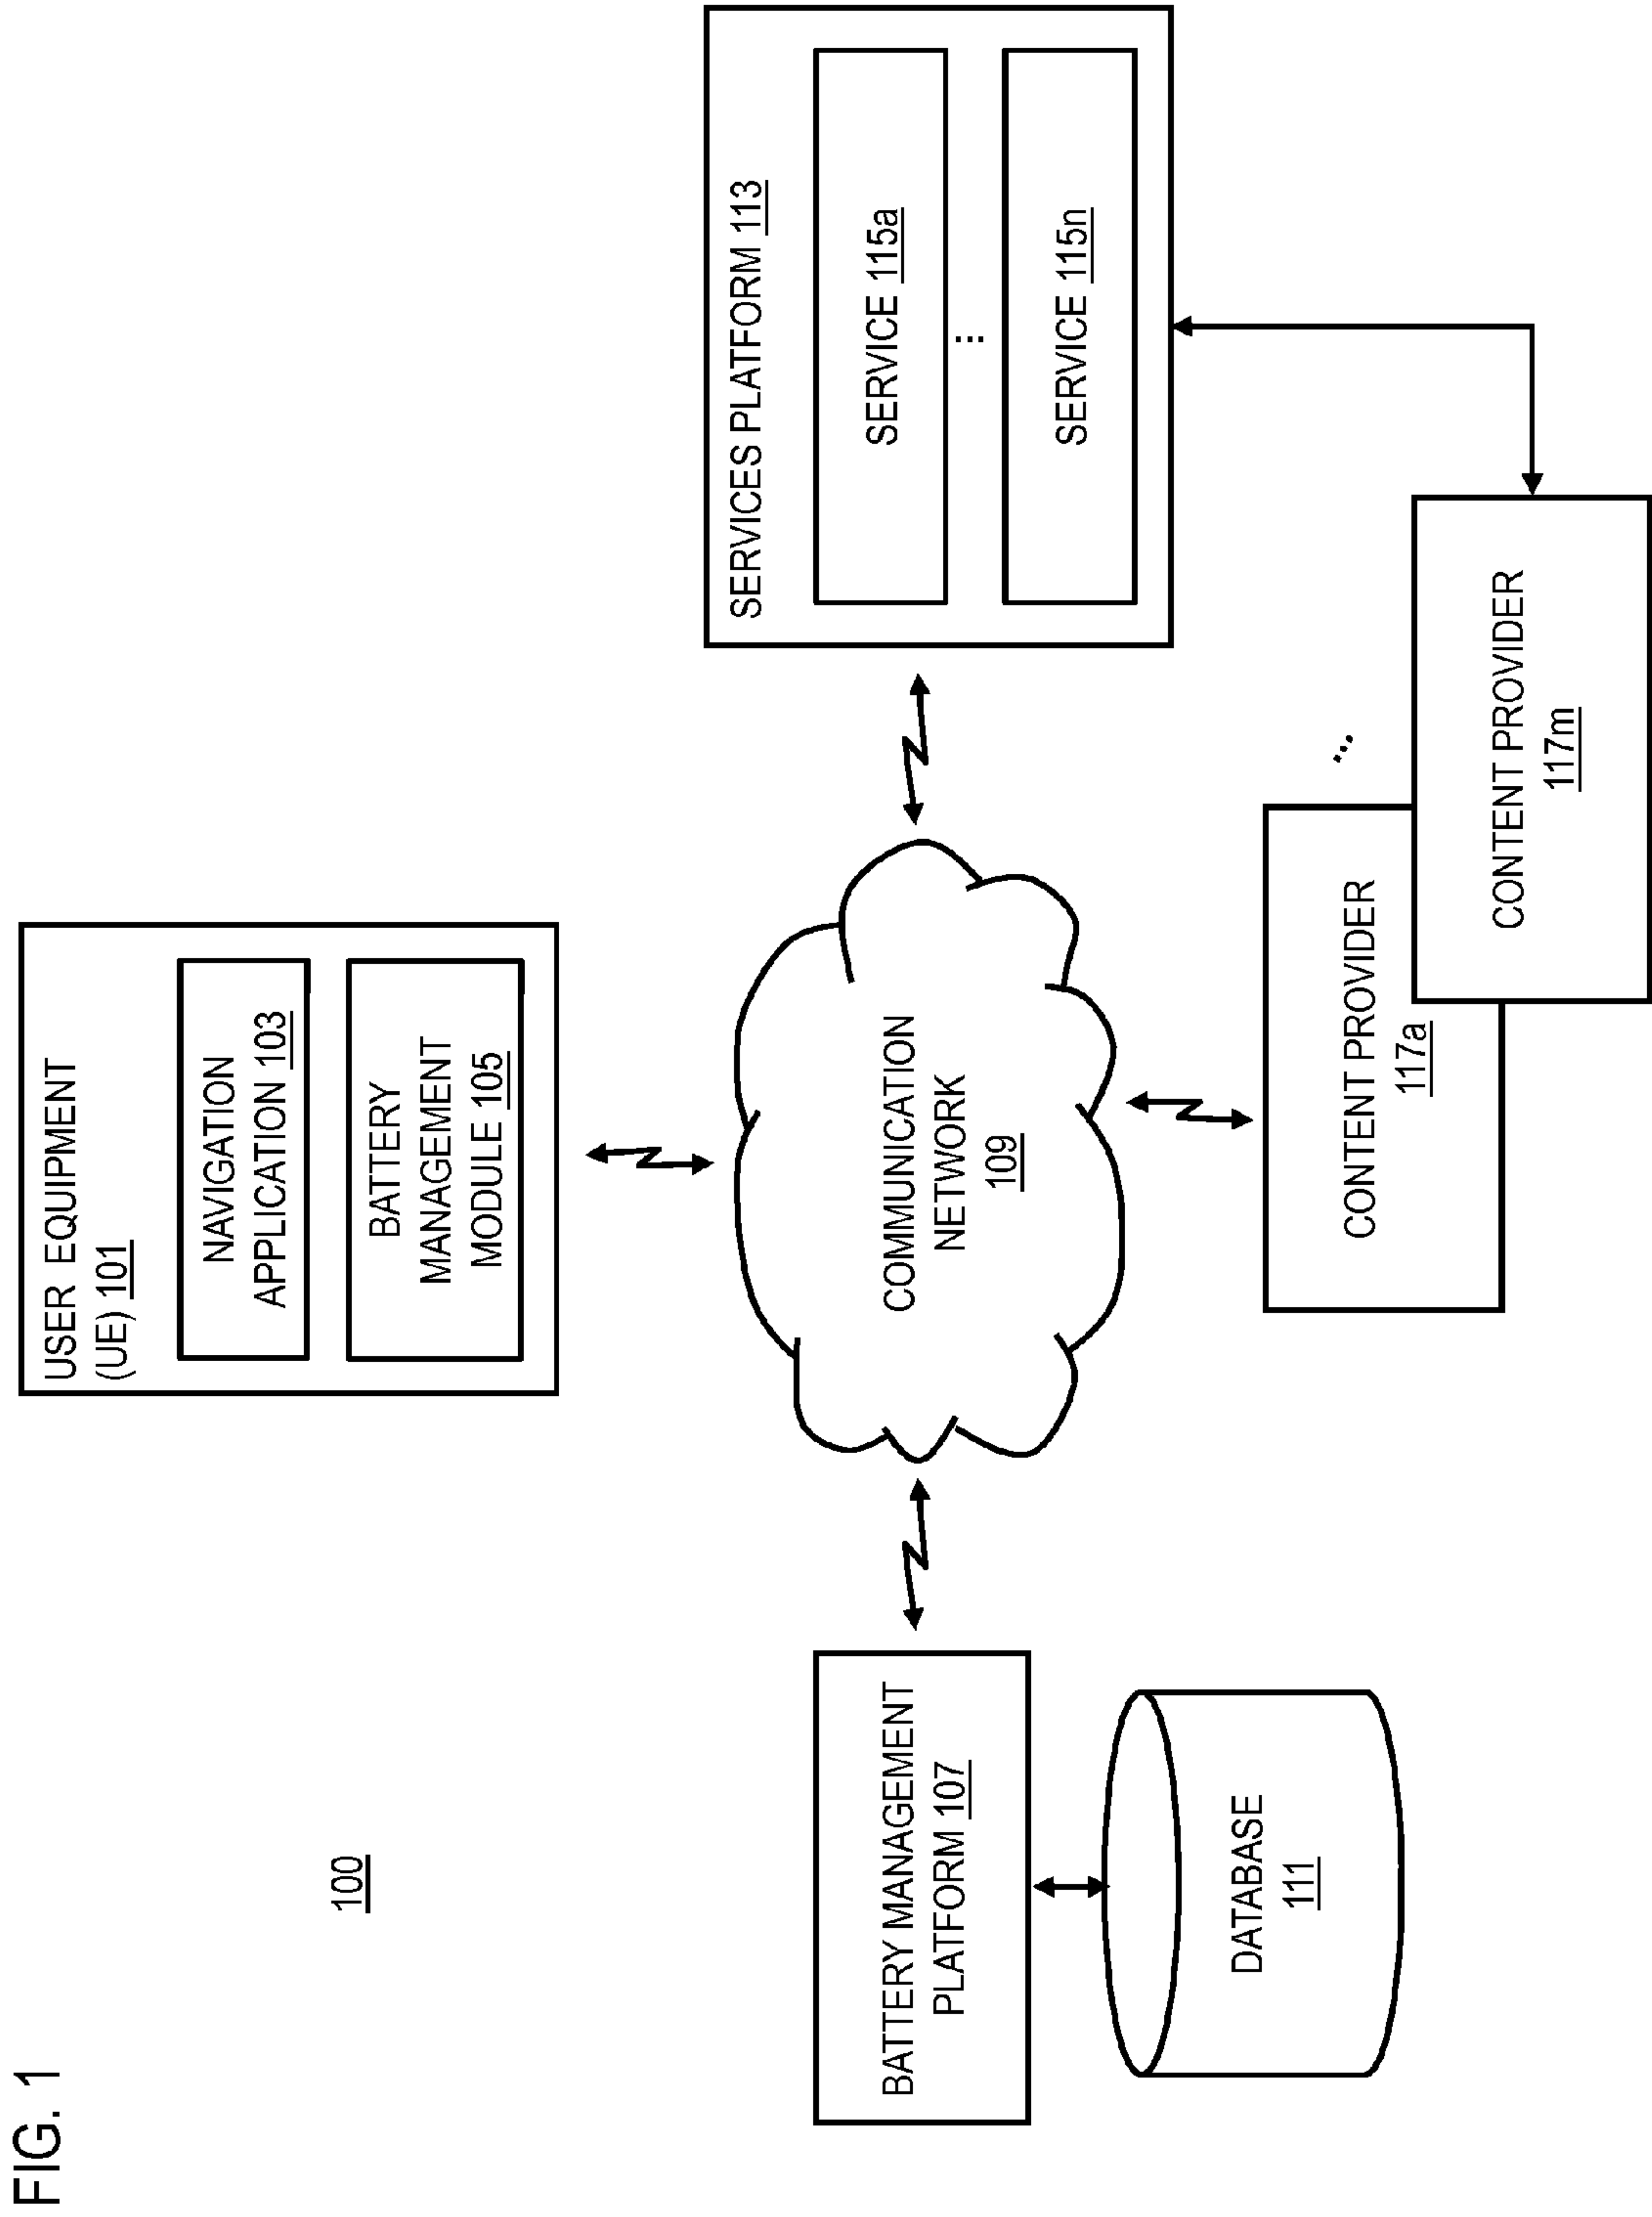 FIG. 1
100
USER EQUIPMENT
(UE) 101
NAVIGATION
APPLICATION 103
BATTERY
MANAGEMENT
MODULE 105
SERVICES PLATFORM 113
SERVICE 115a
...
SERVICE 115n
BATTERY MANAGEMENT
PLATFORM 107
COMMUNICATION
NETWORK
109
DATABASE
111
CONTENT PROVIDER
117a
...
CONTENT PROVIDER
117m